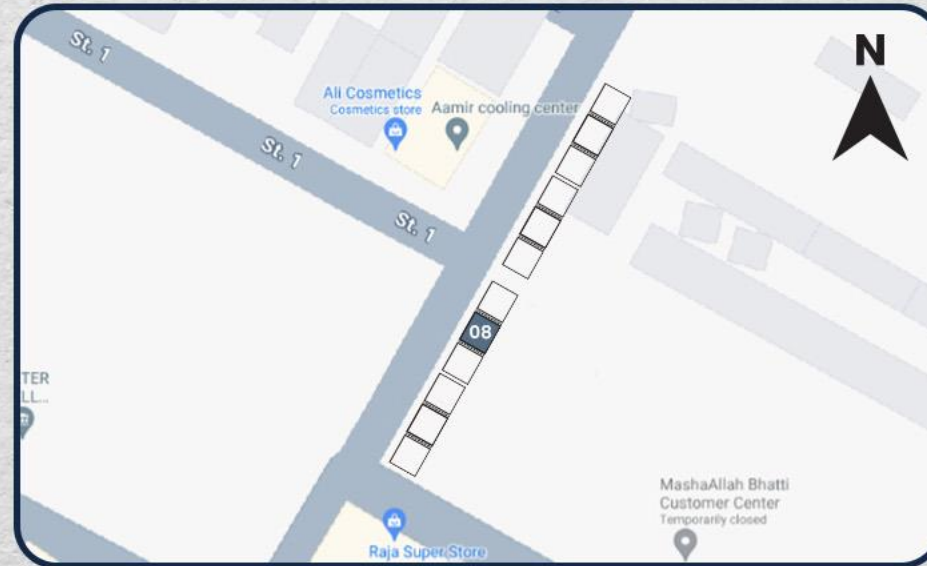 N
St. 1
Ali Cosmetics
Cosmetics store
Aamir cooling center
St. 1
St. 1
08
TER
LL...
MashaAllah Bhatti
Customer Center
Temporarily closed
Raja Super Store